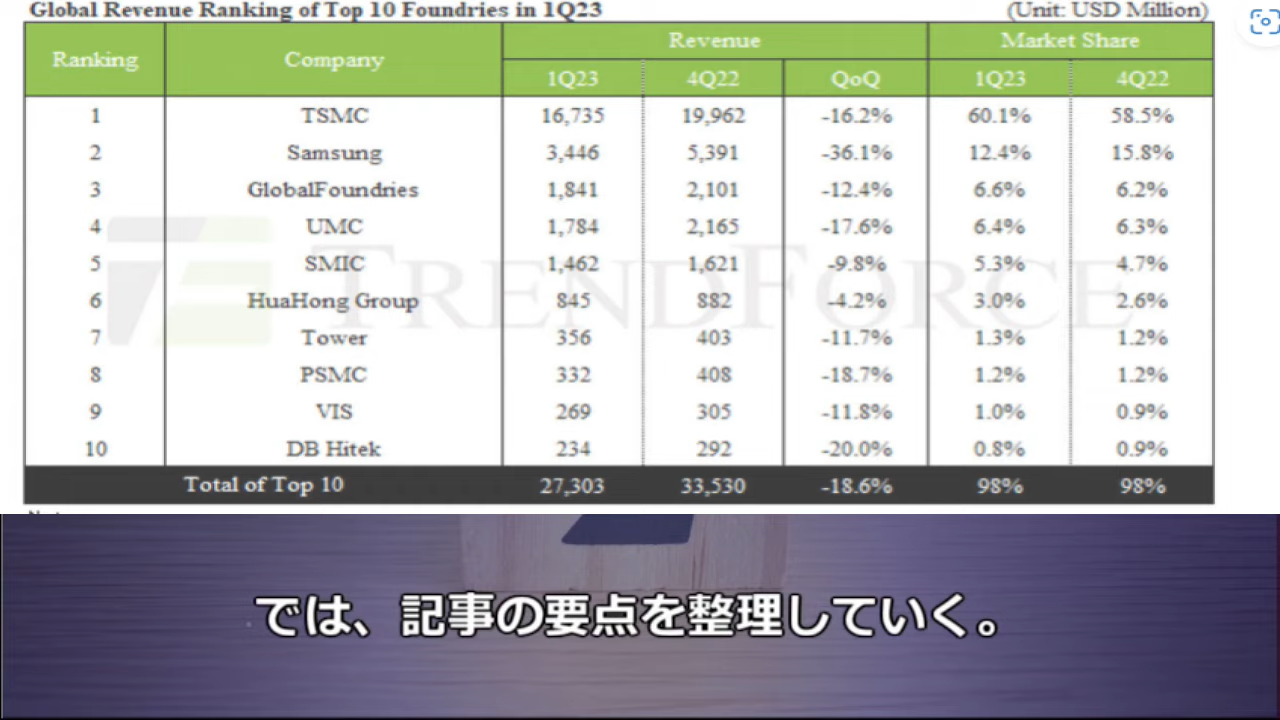 Global Revenue Ranking of Top 10 Foundries in 1Q23 (Unit: USD Million)
Ranking Company Revenue Market Share
1Q23 4Q22 QoQ 1Q23 4Q22
1 TSMC 16,735 19,962 -16.2% 60.1% 58.5%
2 Samsung 3,446 5,391 -36.1% 12.4% 15.8%
3 GlobalFoundries 1,841 2,101 -12.4% 6.6% 6.2%
4 UMC 1,784 2,165 -17.6% 6.4% 6.3%
5 SMIC 1,462 1,621 -9.8% 5.3% 4.7%
6 HuaHong Group 845 882 -4.2% 3.0% 2.6%
7 Tower 356 403 -11.7% 1.3% 1.2%
8 PSMC 332 408 -18.7% 1.2% 1.2%
9 VIS 269 305 -11.8% 1.0% 0.9%
10 DB Hitek 234 292 -20.0% 0.8% 0.9%
Total of Top 10 27,303 33,530 -18.6% 98% 98%
TRENDFORCE
では、記事の要点を整理していく。